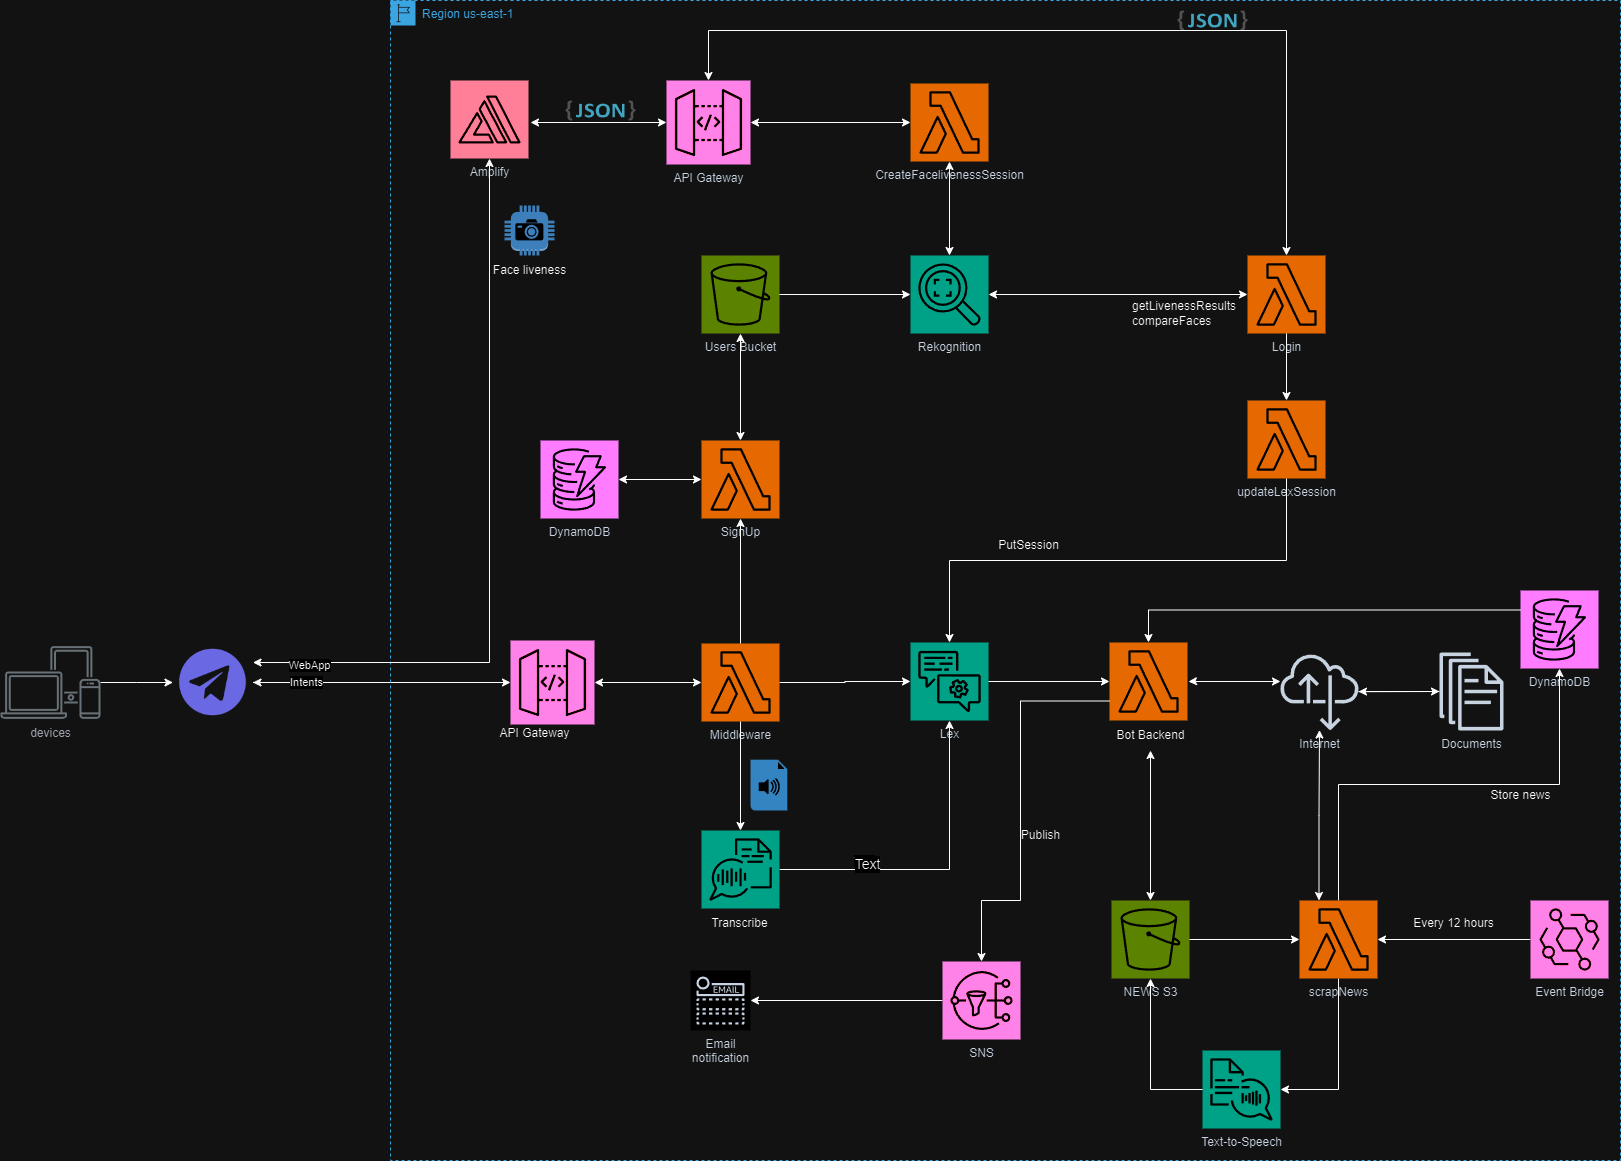 Region us-east-1
{JSON}
{JSON}
Amplify
API Gateway
CreateFacelivenessSession
Face liveness
getLivenessResults
compareFaces
Users Bucket
Rekognition
Login
updateLexSession
DynamoDB
SignUp
PutSession
WebApp
Intents
DynamoDB
devices
API Gateway
Middleware
Lex
Bot Backend
Internet
Documents
Store news
Publish
Text
Transcribe
Every 12 hours
EMAIL
NEWS S3
scrapNews
Event Bridge
Email
notification
SNS
Text-to-Speech